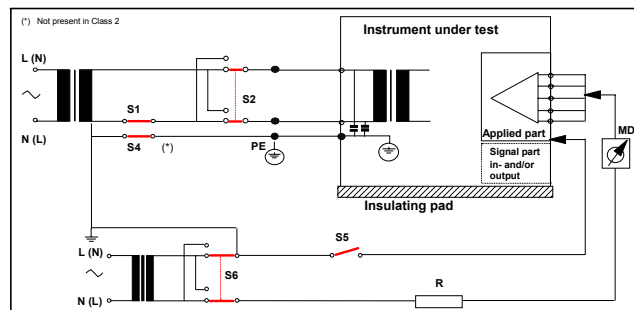 (*) Not present in Class 2
Instrument under test
L (N)
S1
S2
N (L)
S4
(*)
PE
Applied part
MD
Signal part
in- and/or
output
Insulating pad
L (N)
S5
S6
N (L)
R